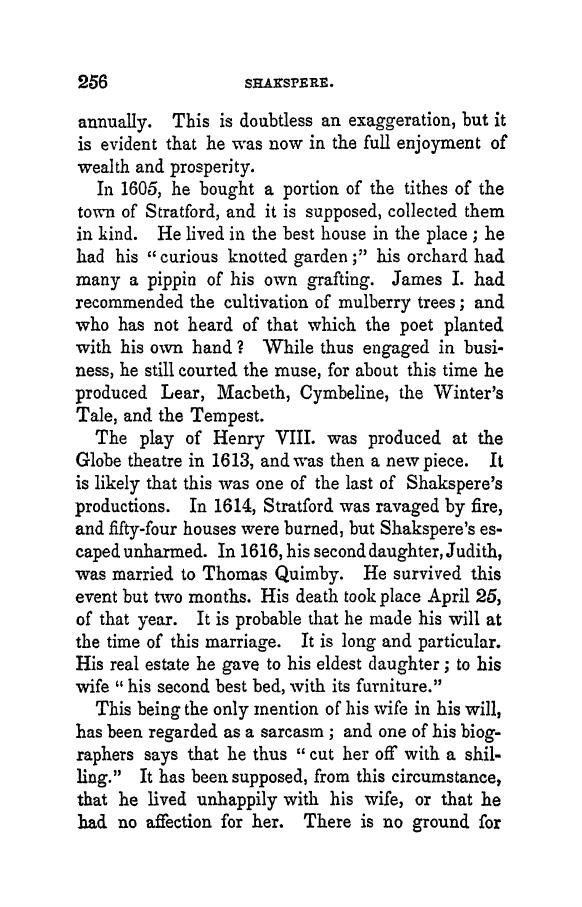 256 SHAKSPERE.
annually. This is doubtless an exaggeration, but it
is evident that he was now in the full enjoyment of
wealth and prosperity.
In 1605, he bought a portion of the tithes of the
town of Stratford, and it is supposed, collected them
in kind. He lived in the best house in the place ; he
had his “ curious knotted garden ;” his orchard had
many a pippin of his own grafting. James I. had
recommended the cultivation of mulberry trees ; and
who has not heard of that which the poet planted
with his own hand ? While thus engaged in busi-
ness, he still courted the muse, for about this time he
produced Lear, Macbeth, Cymbeline, the Winter’s
Tale, and the Tempest.
The play of Henry VIII. was produced at the
Globe theatre in 1613, and was then a new piece. It
is likely that this was one of the last of Shakspere’s
productions. In 1614, Stratford was ravaged by fire,
and fifty-four houses were burned, but Shakspere’s es-
caped unharmed. In 1616, his second daughter, Judith,
was married to Thomas Quimby. He survived this
event but two months. His death took place April 25,
of that year. It is probable that he made his will at
the time of this marriage. It is long and particular.
His real estate he gave to his eldest daughter ; to his
wife “ his second best bed, with its furniture.”
This being the only mention of his wife in his will,
has been regarded as a sarcasm ; and one of his biog-
raphers says that he thus “ cut her off with a shil-
ling.” It has been supposed, from this circumstance,
that he lived unhappily with his wife, or that he
had no affection for her. There is no ground for